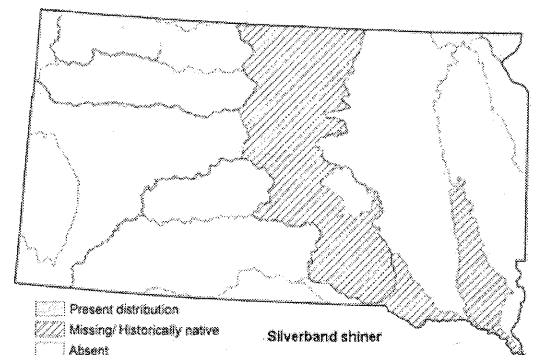 Present distribution
Missing/ Historically native
Absent
Silverband shiner